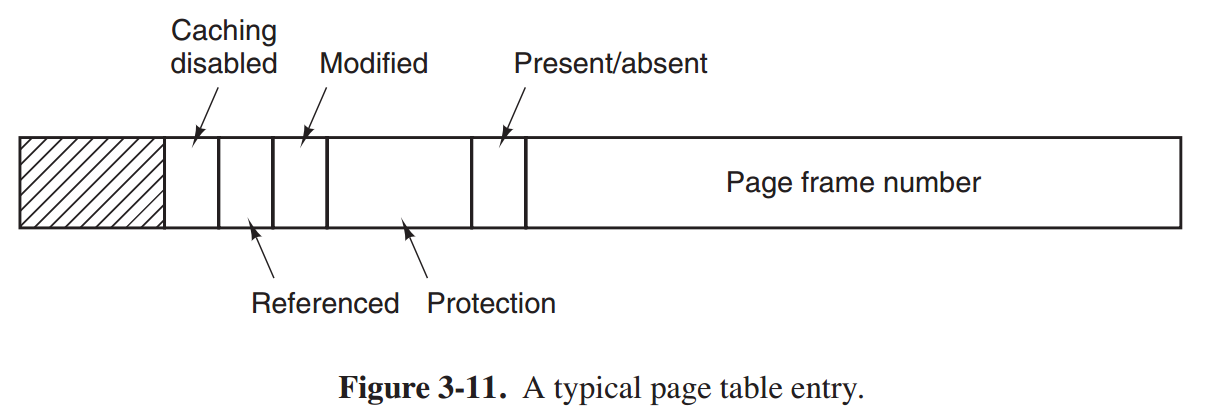 Caching
disabled
Modified
Present/absent
Page frame number
Referenced
Protection
Figure 3-11. A typical page table entry.